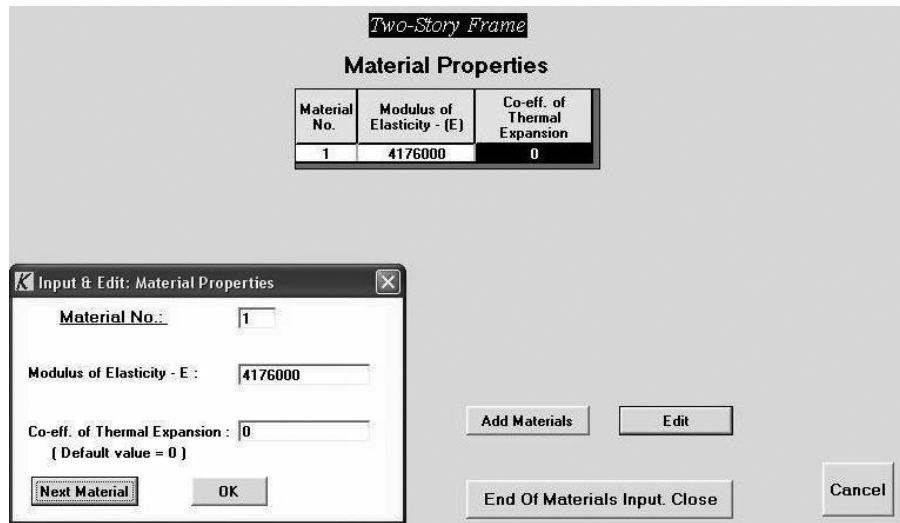 Two-Story Frame
Material Properties
Material No. Modulus of Elasticity - (E) Co-eff. of Thermal Expansion
1 4176000 0
K Input & Edit: Material Properties
Material No.: 1
Modulus of Elasticity - E : 4176000
Co-eff. of Thermal Expansion : 0
( Default value = 0 )
Next Material OK
Add Materials Edit
End Of Materials Input. Close
Cancel